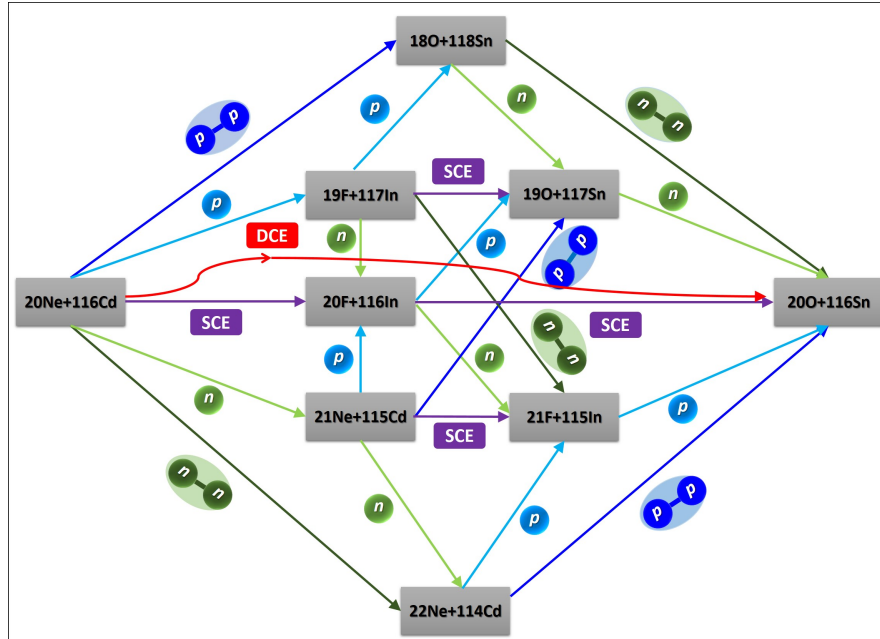 18O+118Sn
n
n
p
p
p
SCE
19F+117In
19O+117Sn
p
n
DCE
n
p
p
p
20Ne+116Cd
20F+116In
20O+116Sn
SCE
SCE
n
n
p
n
n
21Ne+115Cd
21F+115In
p
SCE
n
n
n
p
p
p
22Ne+114Cd